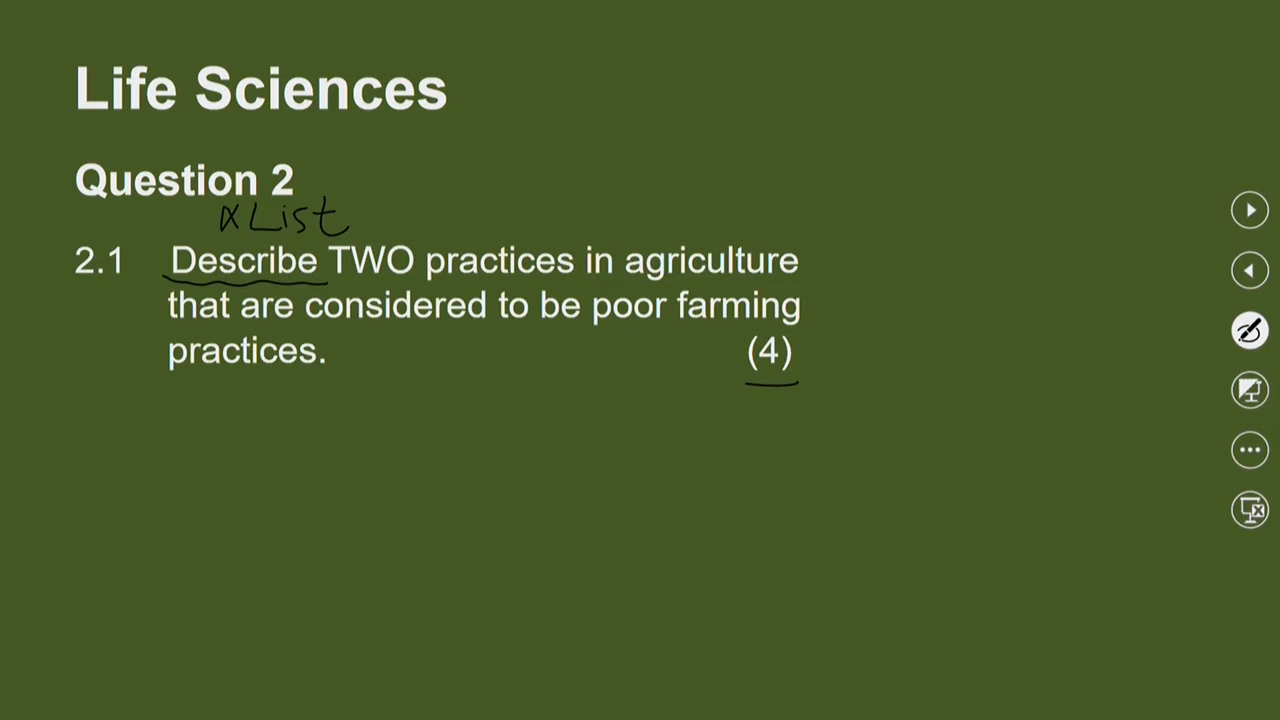 Life Sciences
Question 2
x List
2.1 Describe TWO practices in agriculture
that are considered to be poor farming
practices. (4)